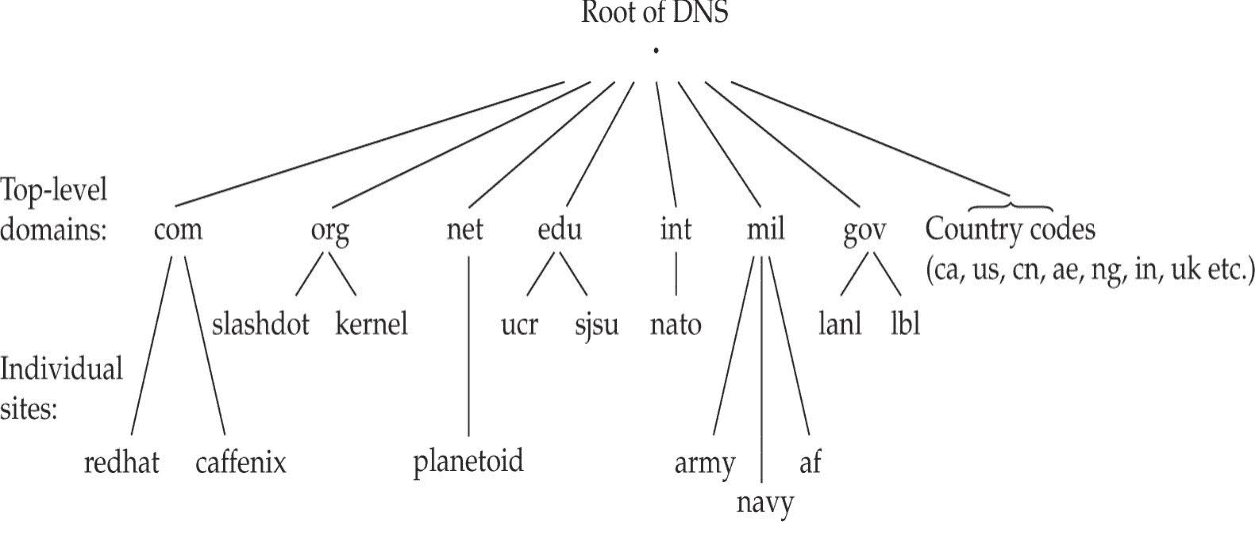 Root of DNS
.
Top-level
domains:
com org net edu int mil gov Country codes
(ca, us, cn, ae, ng, in, uk etc.)
slashdot kernel ucr sjsu nato lanl lbl
Individual
sites:
redhat caffenix planetoid army af
navy